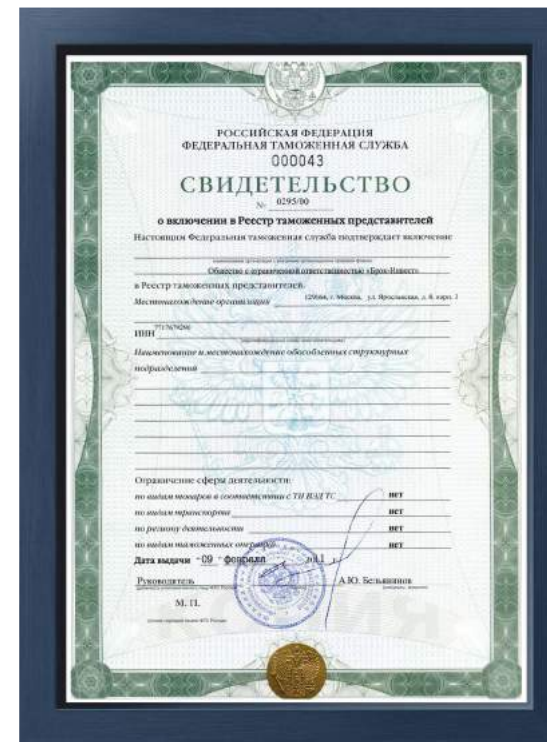 РОССИЙСКАЯ ФЕДЕРАЦИЯ
ФЕДЕРАЛЬНАЯ ТАМОЖЕННАЯ СЛУЖБА
000043
СВИДЕТЕЛЬСТВО
№ 0295/00
о включении в Реестр таможенных представителей
Настоящим Федеральная таможенная служба подтверждает включение
Общество с ограниченной ответственностью «Брок-Инвест»
в Реестр таможенных представителей.
Местонахождение организации 129164, г. Москва, ул. Ярославская, д. 8, корп. 3
ИНН
Наименование и местонахождение обособленных структурных
подразделений
Ограничение сферы деятельности:
по видам товаров в соответствии с ТН ВЭД ТС нет
по видам транспорта нет
по региону деятельности нет
по видам таможенных операций нет
Дата выдачи «09» февраля 2011
Руководитель А.Ю. Бельянинов
М. П.
КОПИЯ